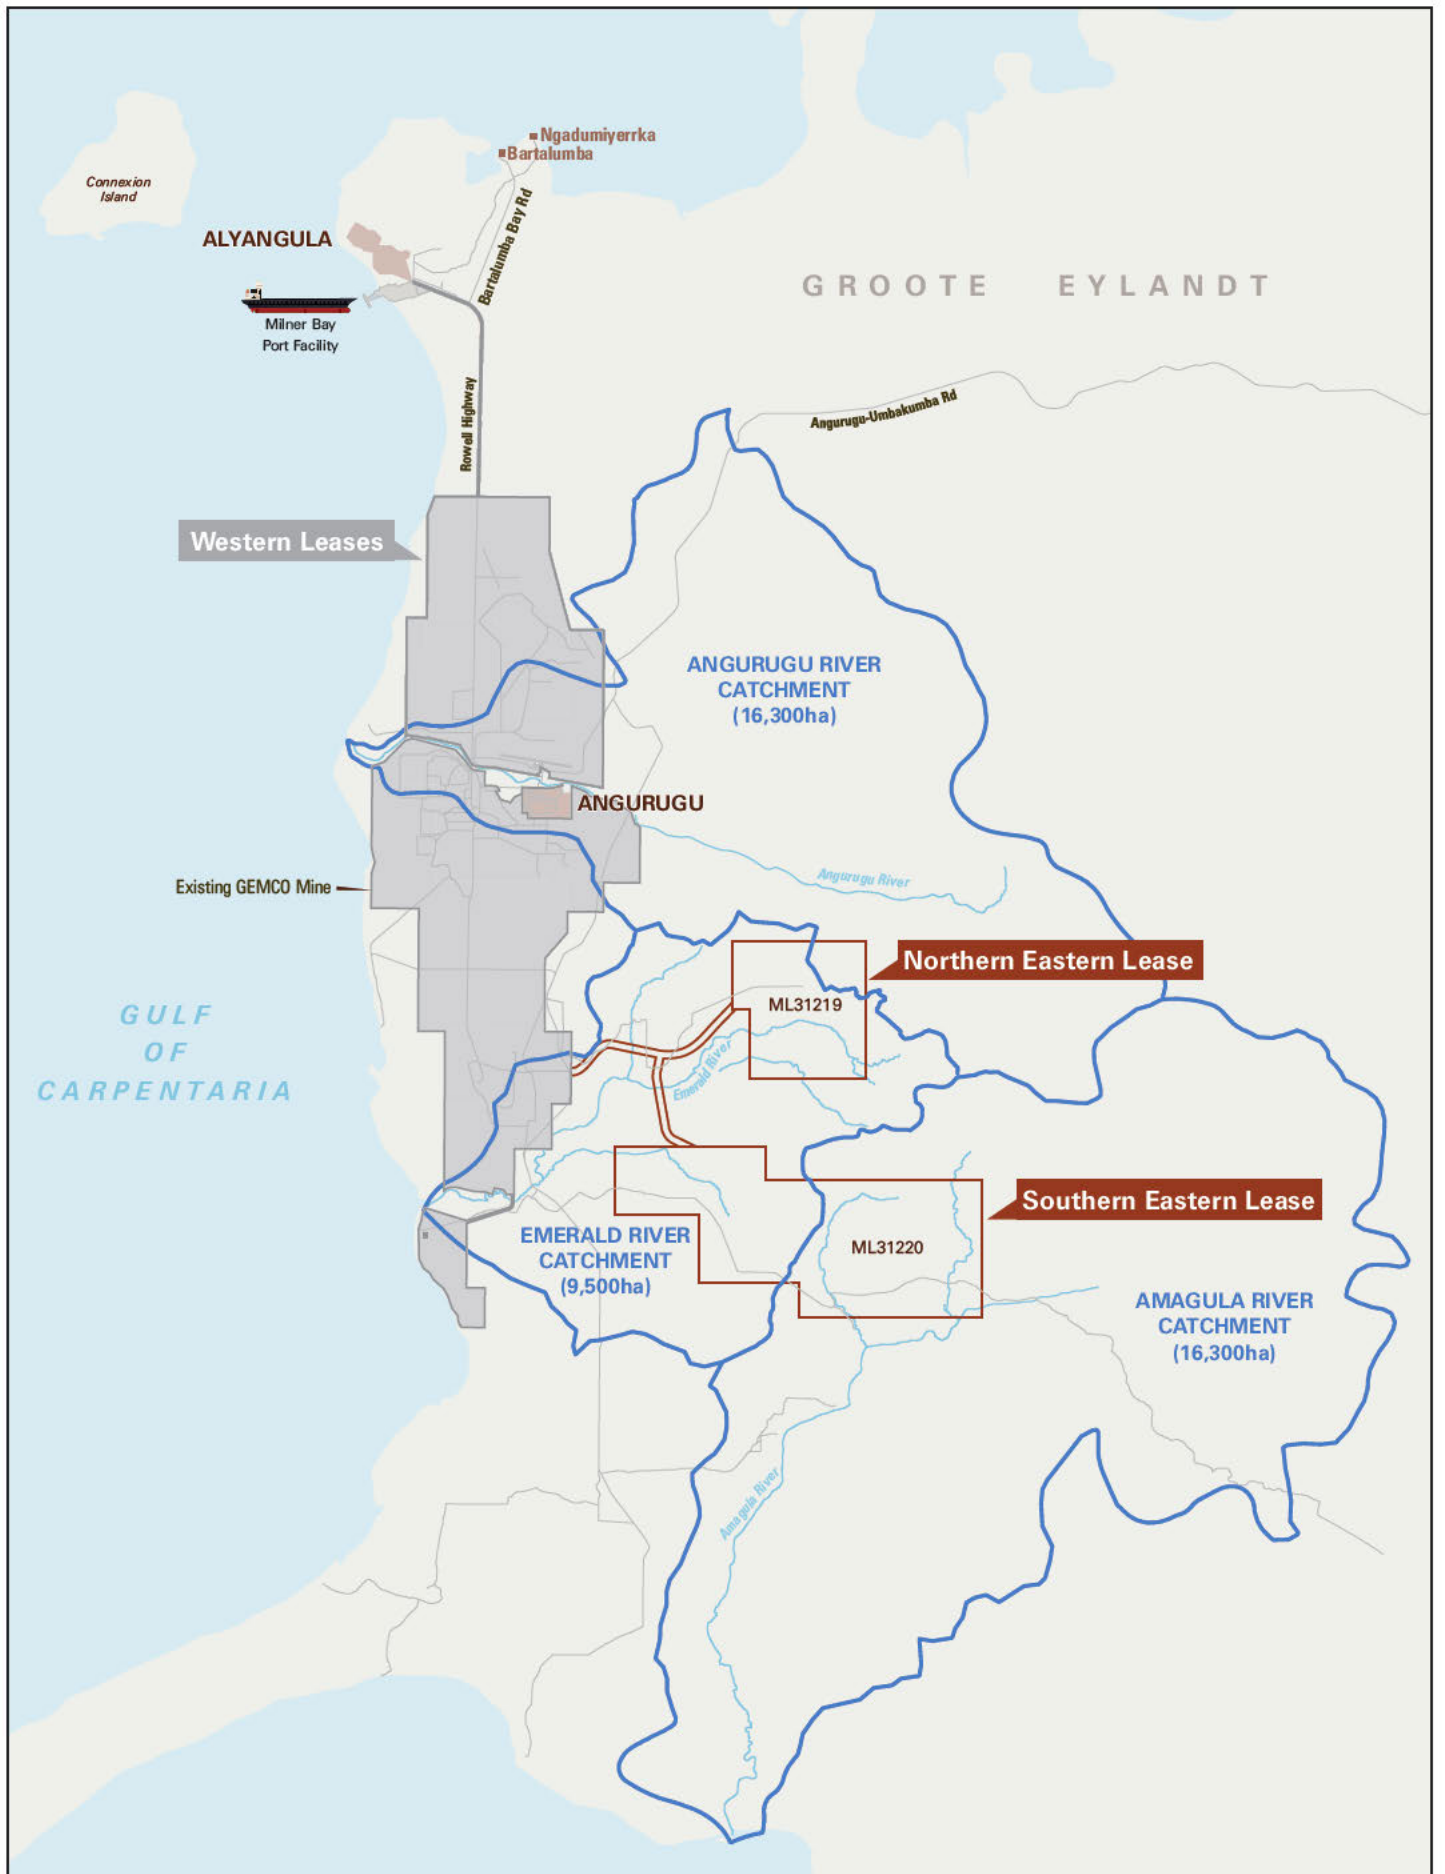 Ngadumiyerrka
Bartalumba
Connexion
Island
ALYANGULA
Bartalumba Bay Rd
GROOTE EYLANDT
Milner Bay
Port Facility
Rowell Highway
Angurugu-Umbakumba Rd
Western Leases
ANGURUGU RIVER
CATCHMENT
(16,300ha)
ANGURUGU
Angurugu River
Existing GEMCO Mine
Northern Eastern Lease
ML31219
GULF
OF
CARPENTARIA
Emerald River
Southern Eastern Lease
EMERALD RIVER
CATCHMENT
(9,500ha)
ML31220
AMAGULA RIVER
CATCHMENT
(16,300ha)
Amagula River